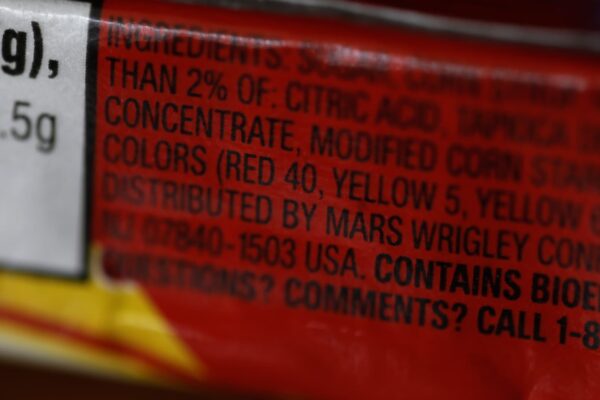 g),
.5g
INGREDIENTS: SUGAR, CORN SYRUP
THAN 2% OF: CITRIC ACID, TAPIOCA
CONCENTRATE, MODIFIED CORN STAR
COLORS (RED 40, YELLOW 5, YELLOW
DISTRIBUTED BY MARS WRIGLEY CON
NJ 07840-1503 USA. CONTAINS BIOE
QUESTIONS? COMMENTS? CALL 1-8